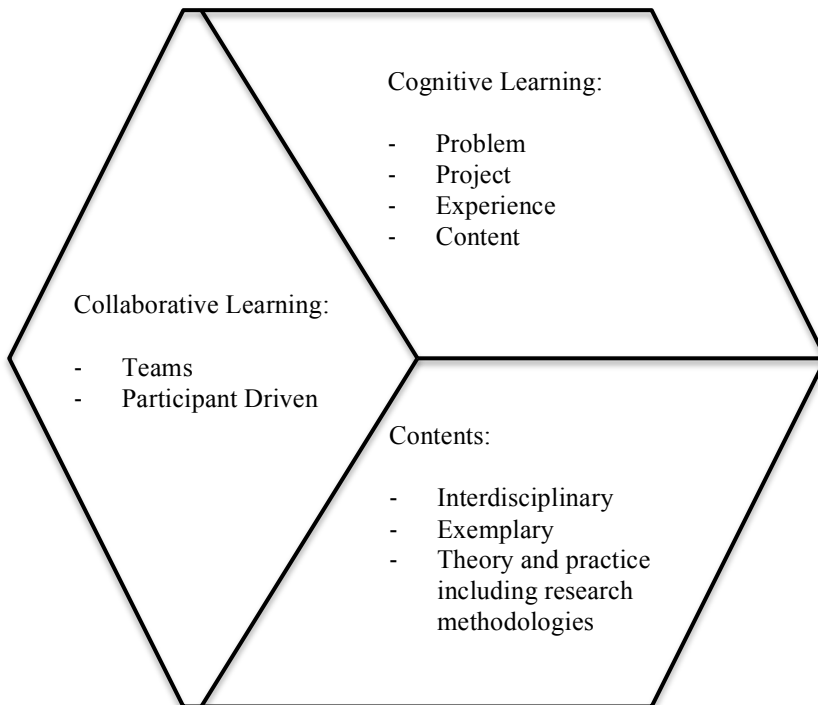 Cognitive Learning:
- Problem
- Project
- Experience
- Content
Collaborative Learning:
- Teams
- Participant Driven
Contents:
- Interdisciplinary
- Exemplary
- Theory and practice
including research
methodologies